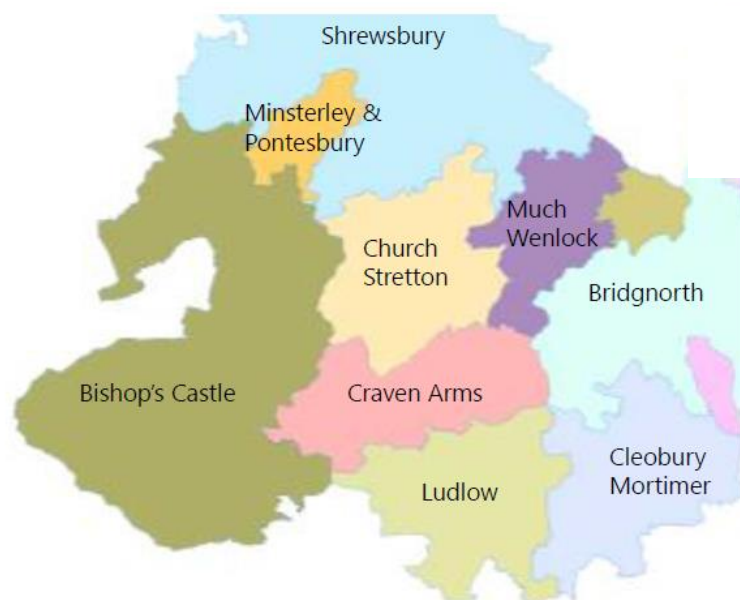 Shrewsbury
Minsterley &
Pontesbury
Much
Wenlock
Church
Stretton
Bridgnorth
Bishop's Castle
Craven Arms
Cleobury
Mortimer
Ludlow